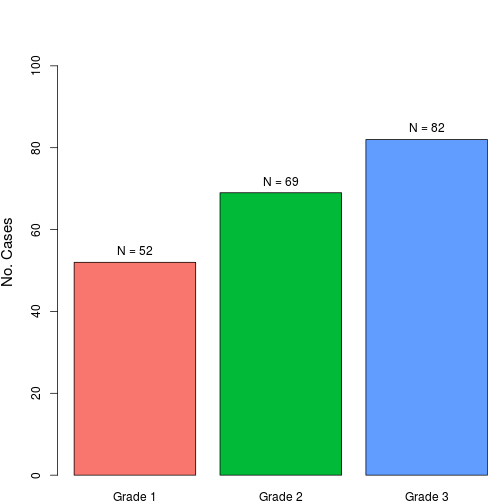 100
80
60
40
20
0
No. Cases
N = 52
N = 69
N = 82
Grade 1
Grade 2
Grade 3